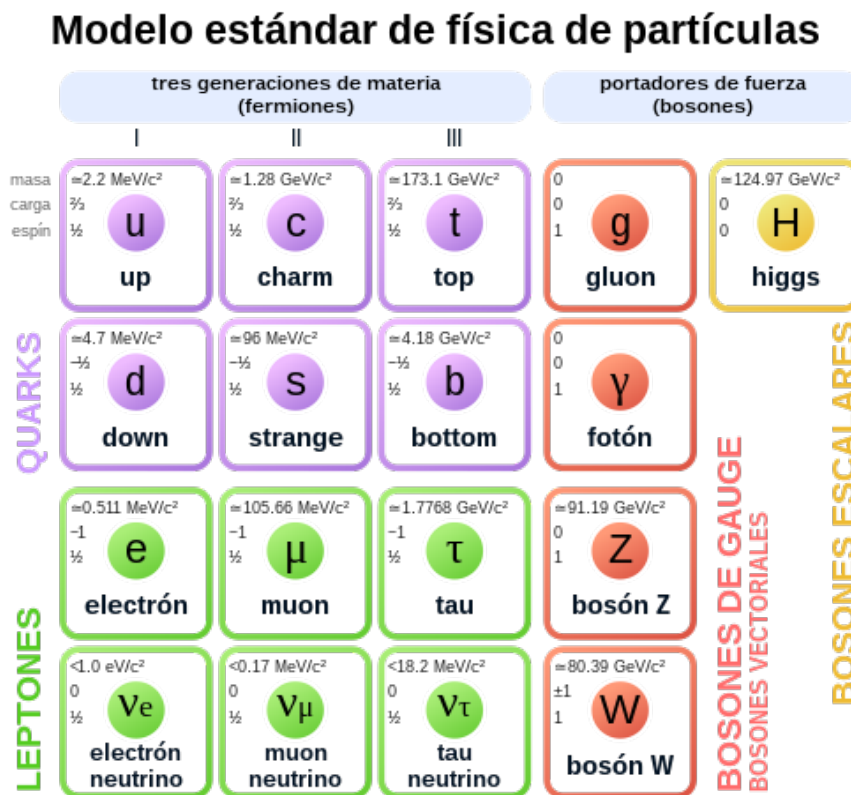 Modelo estándar de física de partículas
tres generaciones de materia
(fermiones)
portadores de fuerza
(bosones)
I
II
III
masa
carga
espín
≃2.2 MeV/c²
⅔
½
u
up
≃1.28 GeV/c²
⅔
½
c
charm
≃173.1 GeV/c²
⅔
½
t
top
0
0
1
g
gluon
≃124.97 GeV/c²
0
0
H
higgs
QUARKS
≃4.7 MeV/c²
−⅓
½
d
down
≃96 MeV/c²
−⅓
½
s
strange
≃4.18 GeV/c²
−⅓
½
b
bottom
0
0
1
γ
fotón
LEPTONES
≃0.511 MeV/c²
−1
½
e
electrón
≃105.66 MeV/c²
−1
½
μ
muon
≃1.7768 GeV/c²
−1
½
τ
tau
≃91.19 GeV/c²
0
1
Z
bosón Z
<1.0 eV/c²
0
½
νe
electrón
neutrino
<0.17 MeV/c²
0
½
νμ
muon
neutrino
<18.2 MeV/c²
0
½
ντ
tau
neutrino
≃80.39 GeV/c²
±1
1
W
bosón W
BOSONES DE GAUGE
BOSONES VECTORIALES
BOSONES ESCALARES